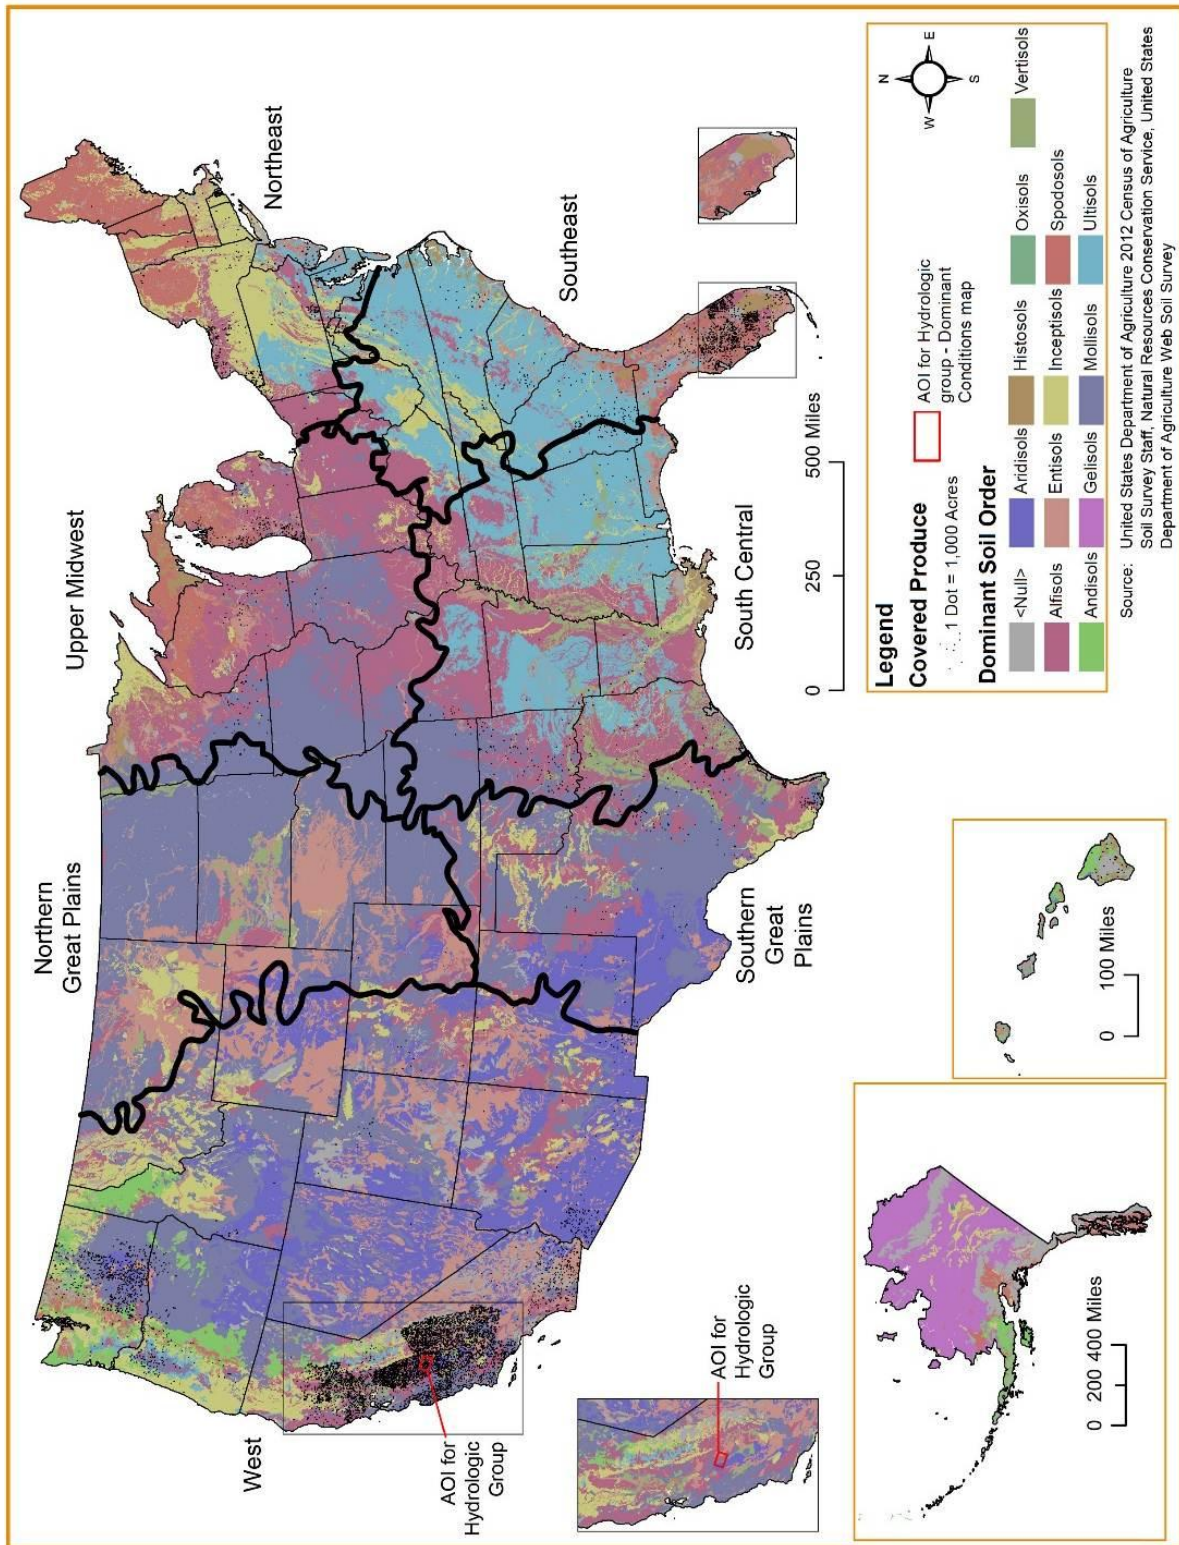 Northern
Great Plains
Upper Midwest
Northeast
West
AOI for
Hydrologic
Group
Southern
Great
Plains
South Central
Southeast
AOI for
Hydrologic
Group
0 250 500 Miles
0 200 400 Miles
0 100 Miles
Legend
Covered Produce
1 Dot = 1,000 Acres
AOI for Hydrologic
group - Dominant
Conditions map
N
W E
S
Dominant Soil Order
<Null> Aridisols Histosols Oxisols Vertisols
Alfisols Entisols Inceptisols Spodosols
Andisols Gelisols Mollisols Ultisols
Source: United States Department of Agriculture 2012 Census of Agriculture
Soil Survey Staff, Natural Resources Conservation Service, United States
Department of Agriculture Web Soil Survey